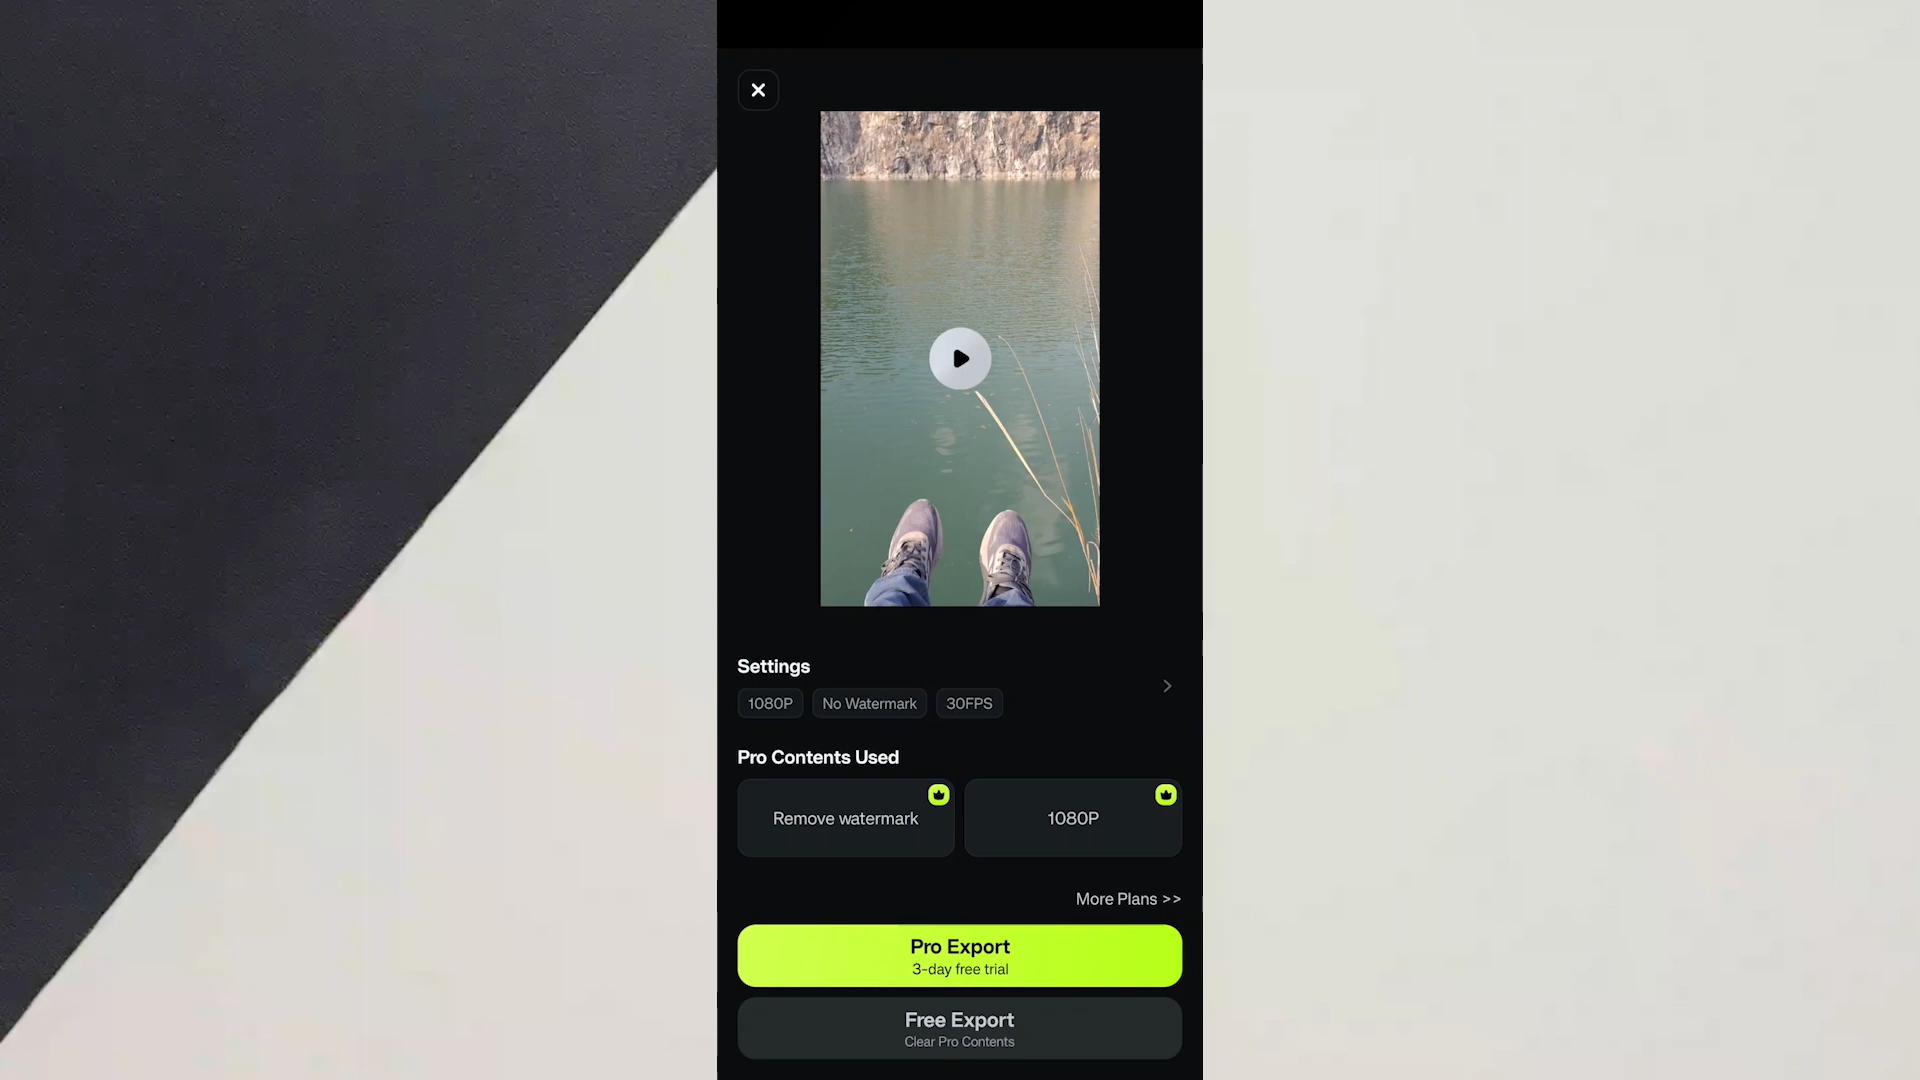 Settings
1080P
No Watermark
30FPS
Pro Contents Used
Remove watermark
1080P
More Plans >>
Pro Export
3-day free trial
Free Export
Clear Pro Contents